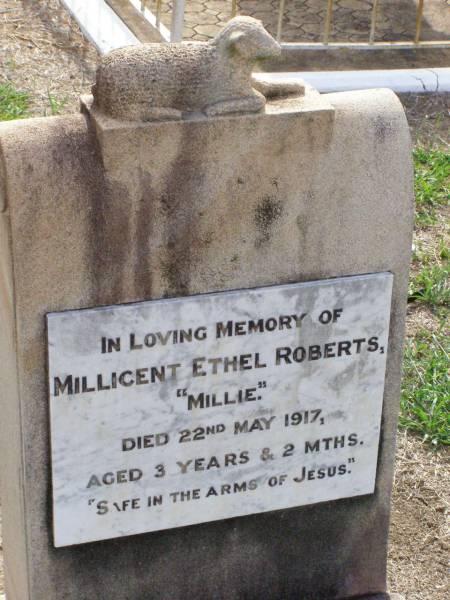 IN LOVING MEMORY OF
MILLICENT ETHEL ROBERTS,
"MILLIE."
DIED 22ND MAY 1917,
AGED 3 YEARS & 2 MTHS.
"SAFE IN THE ARMS OF JESUS."